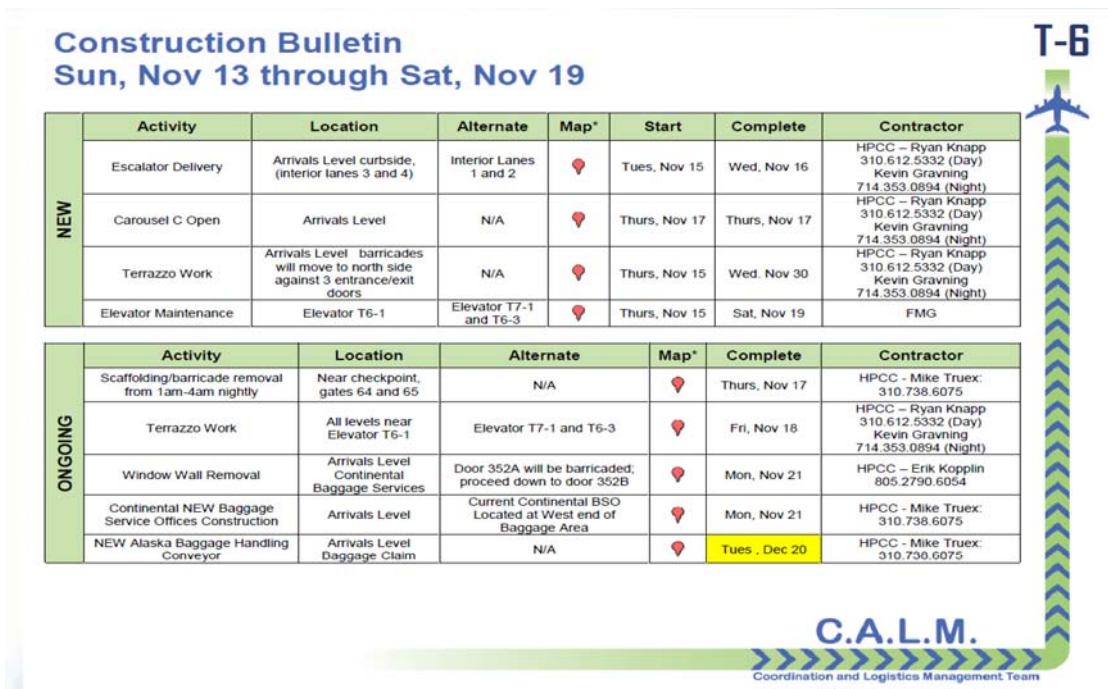 Construction Bulletin
Sun, Nov 13 through Sat, Nov 19
T-6
NEW
Activity Location Alternate Map* Start Complete Contractor
Escalator Delivery
Arrivals Level curbside,
(interior lanes 3 and 4)
Interior Lanes
1 and 2
Tues, Nov 15
Wed, Nov 16
HPCC – Ryan Knapp
310.612.5332 (Day)
Kevin Gravning
714.353.0894 (Night)
Carousel C Open
Arrivals Level
N/A
Thurs, Nov 17
Thurs, Nov 17
HPCC – Ryan Knapp
310.612.5332 (Day)
Kevin Gravning
714.353.0894 (Night)
Terrazzo Work
Arrivals Level barricades
will move to north side
against 3 entrance/exit
doors
N/A
Thurs, Nov 15
Wed. Nov 30
HPCC – Ryan Knapp
310.612.5332 (Day)
Kevin Gravning
714.353.0894 (Night)
Elevator Maintenance
Elevator T6-1
Elevator T7-1
and T6-3
Thurs, Nov 15
Sat, Nov 19
FMG
ONGOING
Activity Location Alternate Map* Complete Contractor
Scaffolding/barricade removal
from 1am-4am nightly
Near checkpoint,
gates 64 and 65
N/A
Thurs, Nov 17
HPCC - Mike Truex:
310.738.6075
Terrazzo Work
All levels near
Elevator T6-1
Elevator T7-1 and T6-3
Fri, Nov 18
HPCC – Ryan Knapp
310.612.5332 (Day)
Kevin Gravning
714.353.0894 (Night)
Window Wall Removal
Arrivals Level
Continental
Baggage Services
Door 352A will be barricaded;
proceed down to door 352B
Mon, Nov 21
HPCC – Erik Kopplin
805.2790.6054
Continental NEW Baggage
Service Offices Construction
Arrivals Level
Current Continental BSO
Located at West end of
Baggage Area
Mon, Nov 21
HPCC - Mike Truex:
310.738.6075
NEW Alaska Baggage Handling
Conveyor
Arrivals Level
Baggage Claim
N/A
Tues , Dec 20
HPCC - Mike Truex:
310.738.6075
C.A.L.M.
Coordination and Logistics Management Team